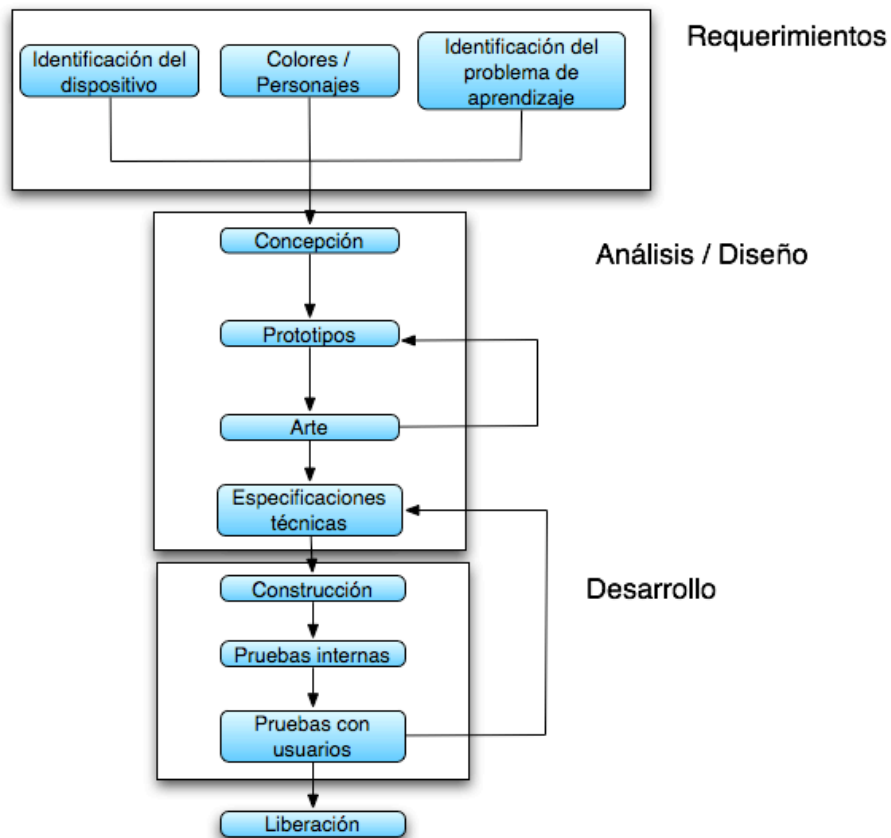 Requerimientos
Identificación del
dispositivo
Colores /
Personajes
Identificación del
problema de
aprendizaje
Análisis / Diseño
Concepción
Prototipos
Arte
Especificaciones
técnicas
Desarrollo
Construcción
Pruebas internas
Pruebas con
usuarios
Liberación